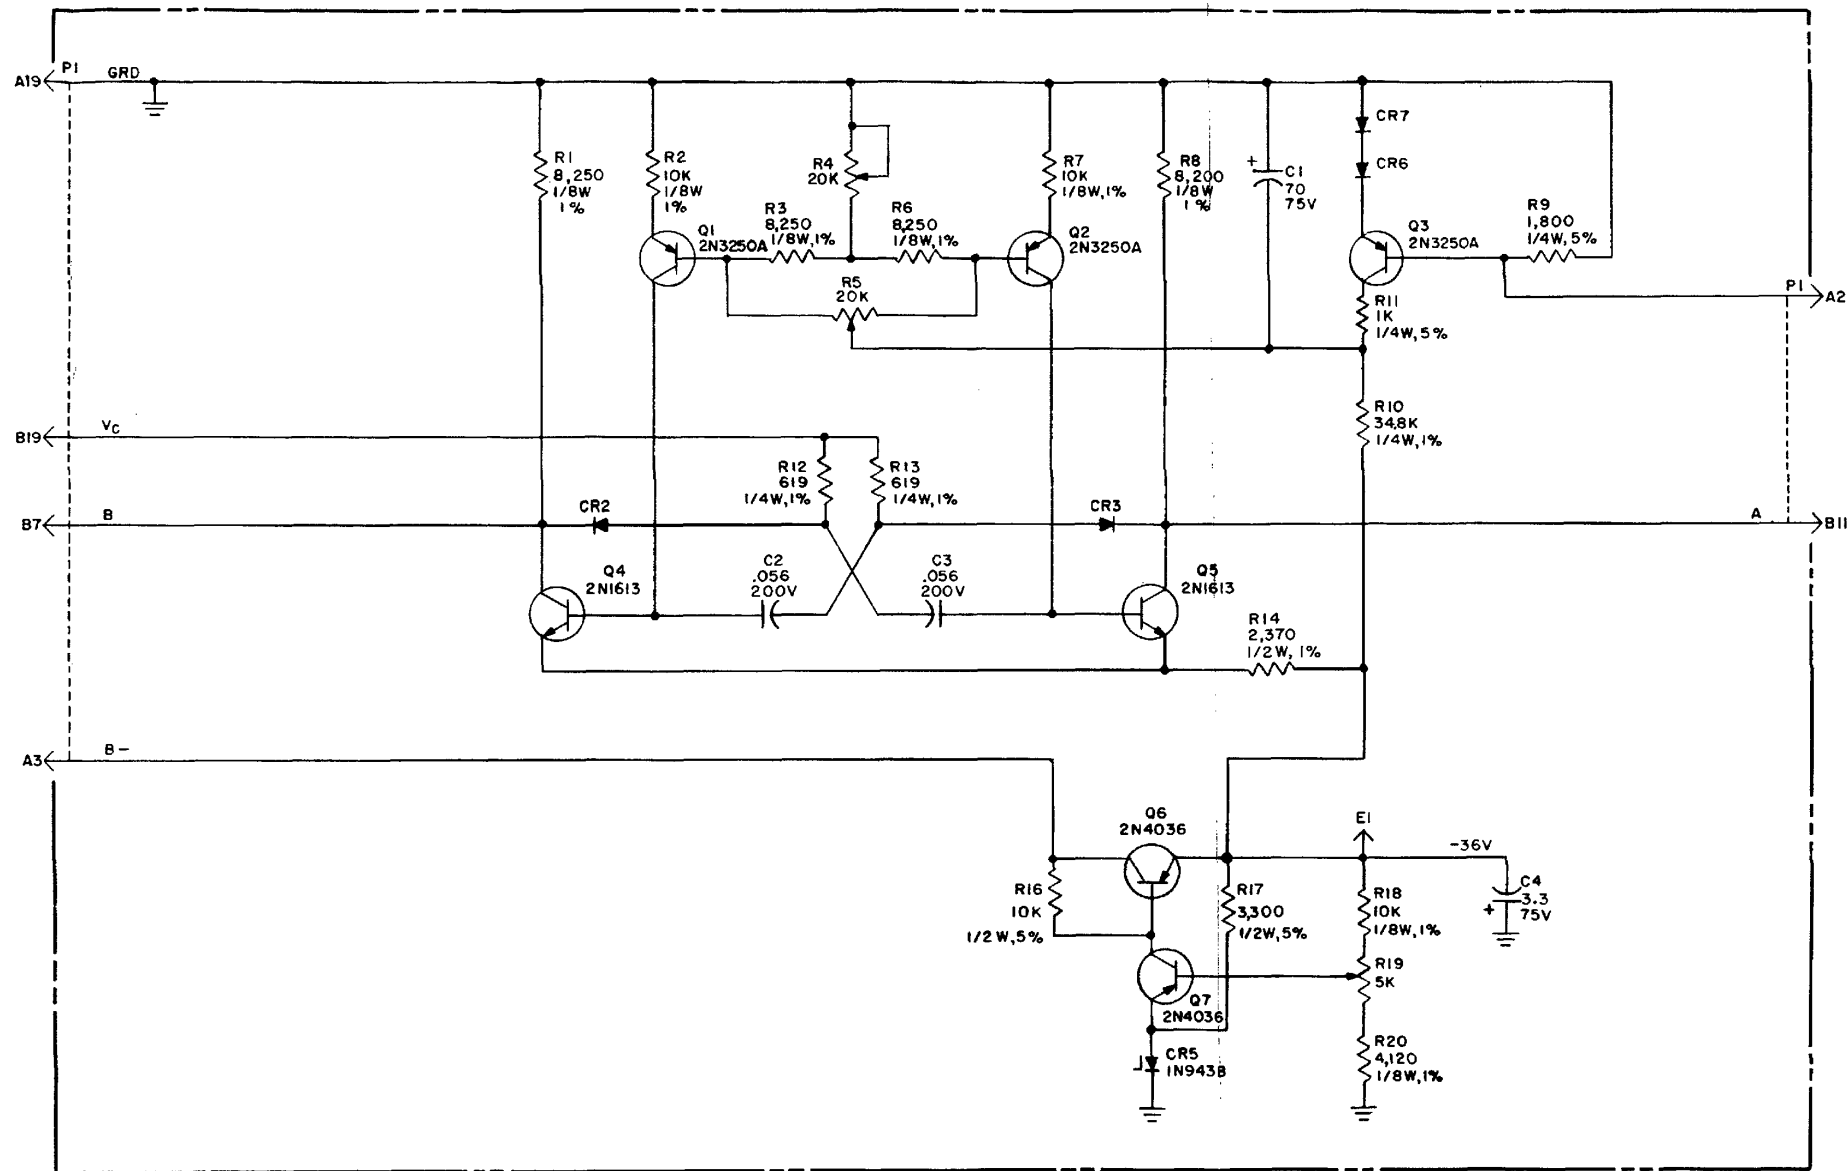 A19
P1
GRD
R1
8,250
1/8W
1%
R2
10K
1/8W
1%
R4
20K
R7
10K
1/8W,1%
R8
8,200
1/8W
1%
+
C1
70
75V
CR7
CR6
R3
8,250
1/8W,1%
R6
8,250
1/8W,1%
Q1
2N3250A
Q2
2N3250A
Q3
2N3250A
R9
1,800
1/4W,5%
R5
20K
R11
1K
1/4W,5%
P1
A2
B19
VC
R10
34.8K
1/4W,1%
R12
619
1/4W,1%
R13
619
1/4W,1%
B7
B
CR2
CR3
A
B11
Q4
2N1613
C2
.056
200V
C3
.056
200V
Q5
2N1613
R14
2,370
1/2W,1%
A3
B-
Q6
2N4036
E1
-36V
R16
10K
1/2W,5%
R17
3,300
1/2W,5%
R18
10K
1/8W,1%
C4
3.3
75V
+
R19
5K
Q7
2N4036
CR5
1N943B
R20
4,120
1/8W,1%